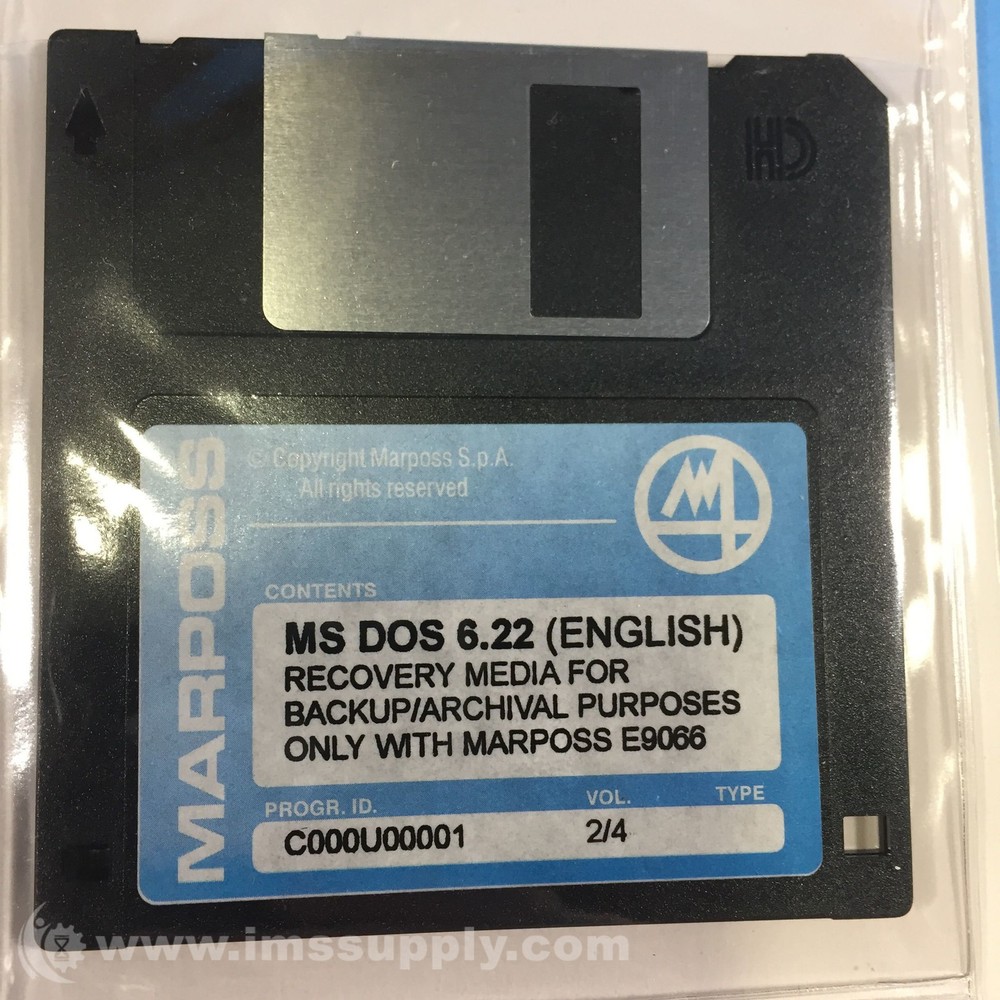 HD
MARPOSS
© Copyright Marposs S.p.A.
All rights reserved
CONTENTS
MS DOS 6.22 (ENGLISH)
RECOVERY MEDIA FOR
BACKUP/ARCHIVAL PURPOSES
ONLY WITH MARPOSS E9066
PROGR. ID. VOL. TYPE
C000U00001 2/4
www.imssupply.com